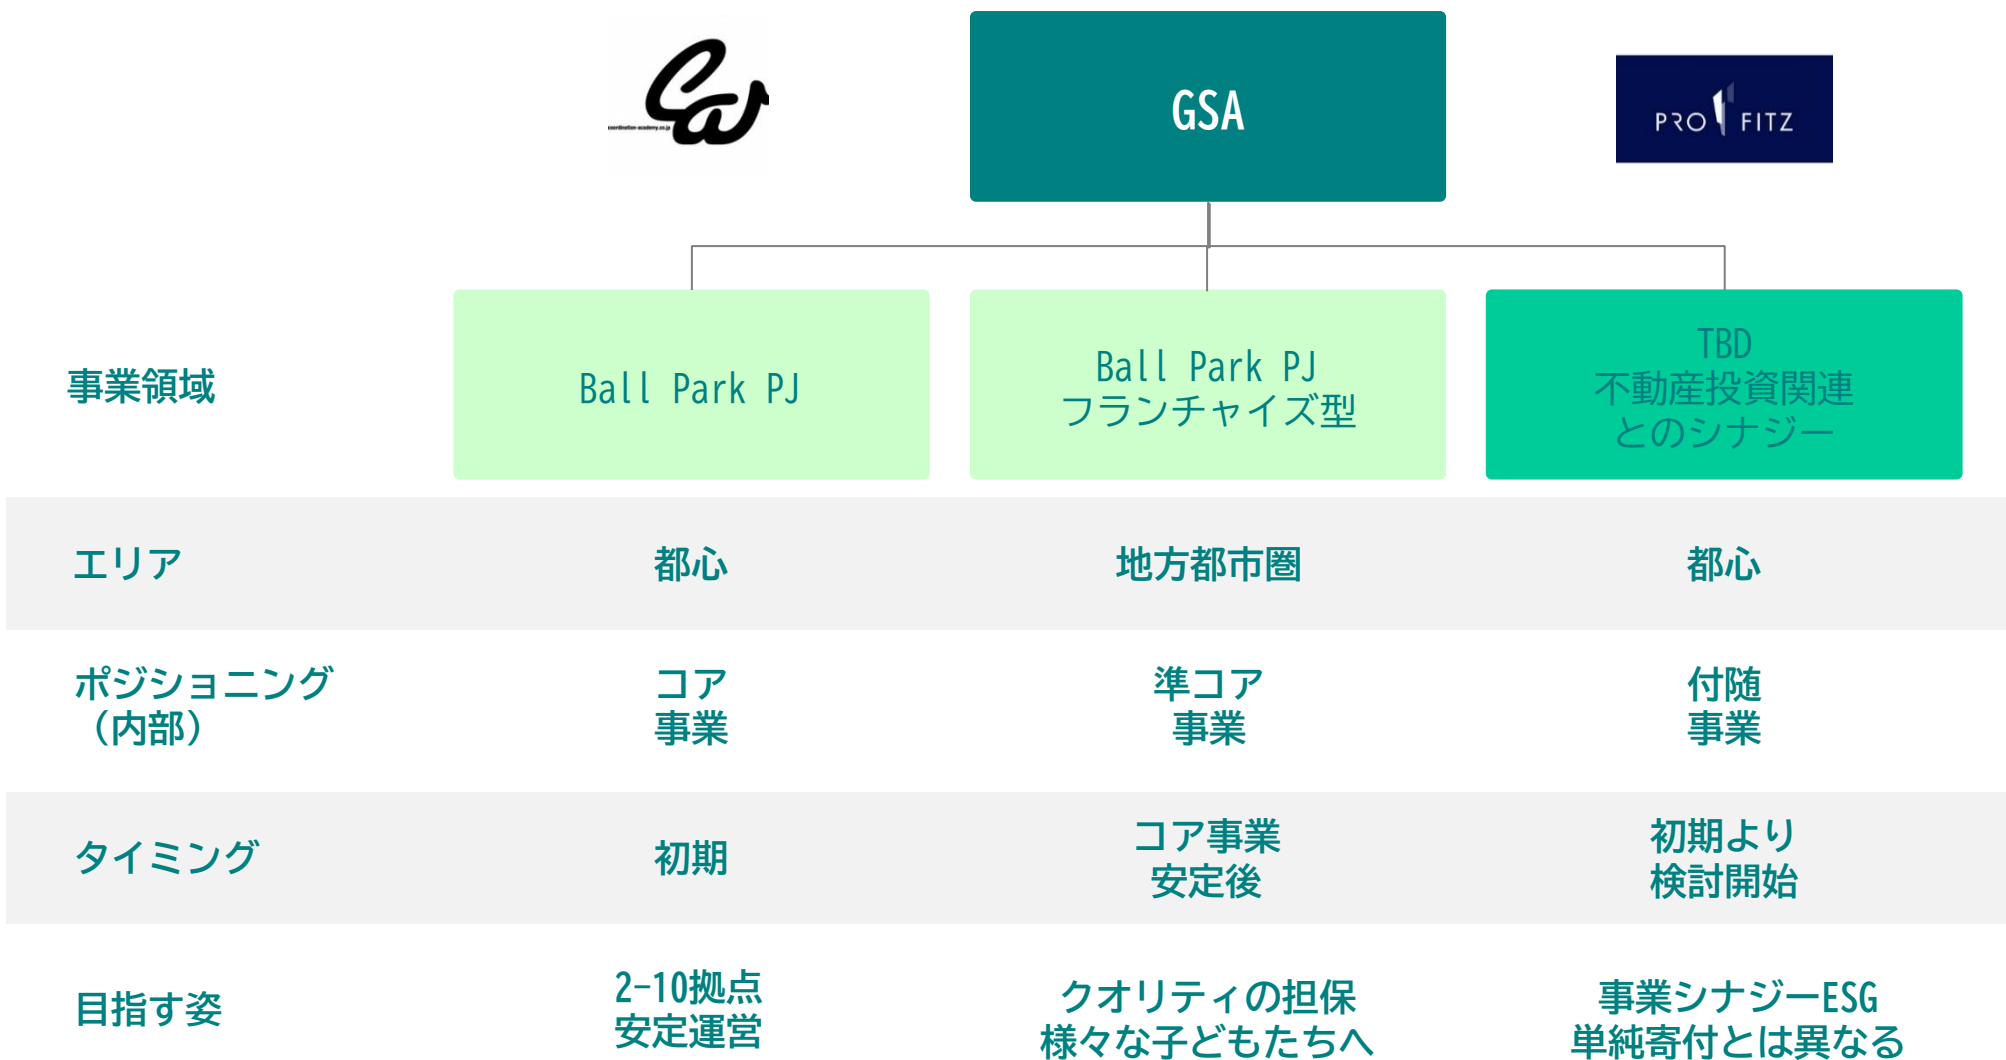 coordination-academy.co.jp
GSA
PRO FITZ
事業領域
Ball Park PJ
Ball Park PJ
フランチャイズ型
TBD
不動産投資関連
とのシナジー
エリア
都心
地方都市圏
都心
ポジショニング
（内部）
コア
事業
準コア
事業
付随
事業
タイミング
初期
コア事業
安定後
初期より
検討開始
目指す姿
2-10拠点
安定運営
クオリティの担保
様々な子どもたちへ
事業シナジーESG
単純寄付とは異なる